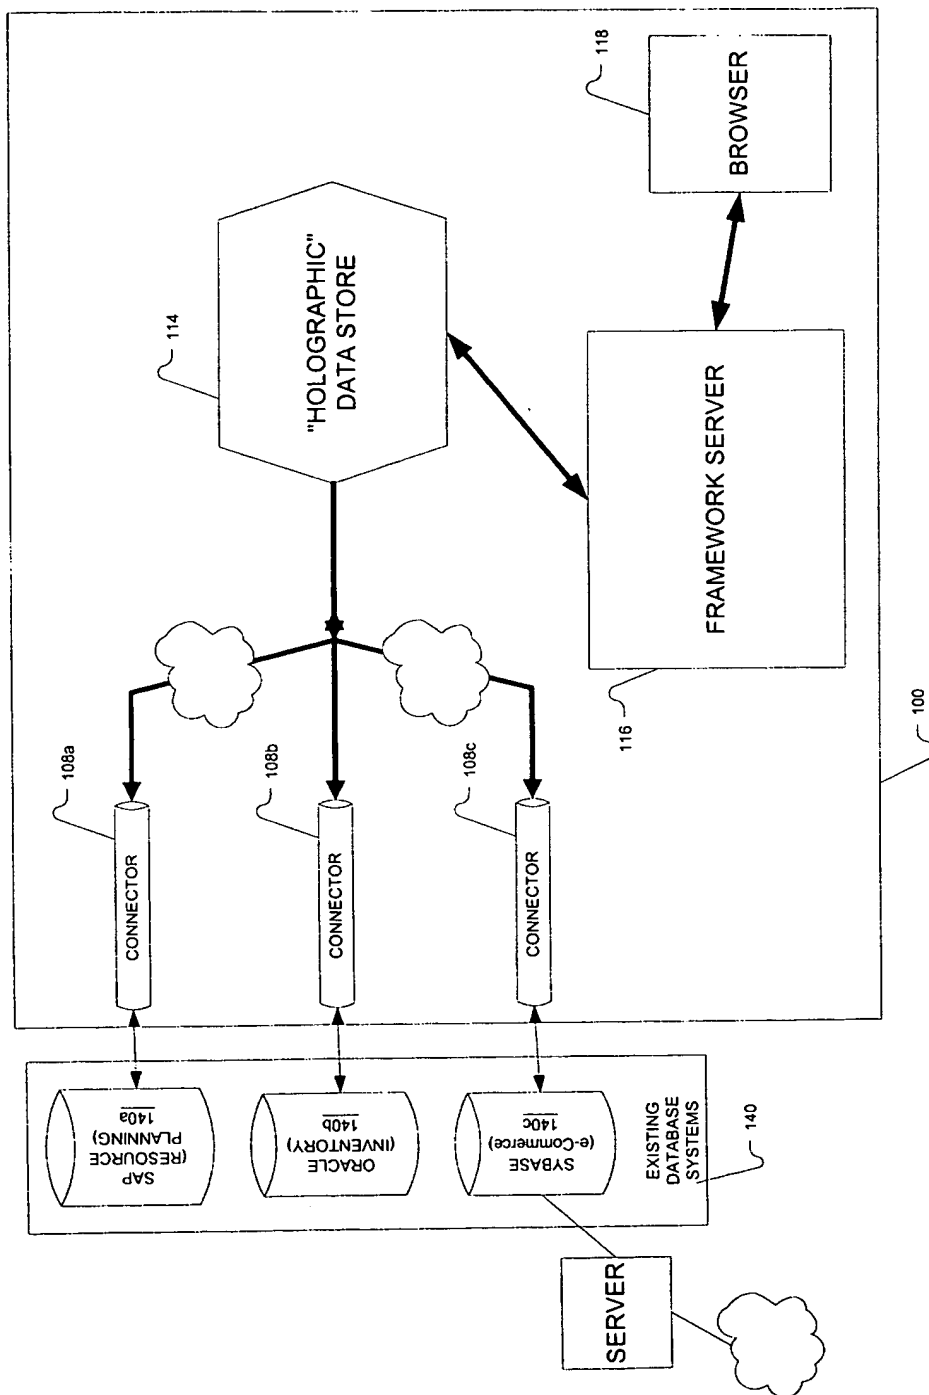 SAP
(RESOURCE
PLANNING)
140a
ORACLE
(INVENTORY)
140b
SYBASE
(e-Commerce)
140c
EXISTING
DATABASE
SYSTEMS
140
SERVER
CONNECTOR
108a
CONNECTOR
108b
CONNECTOR
108c
"HOLOGRAPHIC"
DATA STORE
114
FRAMEWORK SERVER
116
BROWSER
118
100